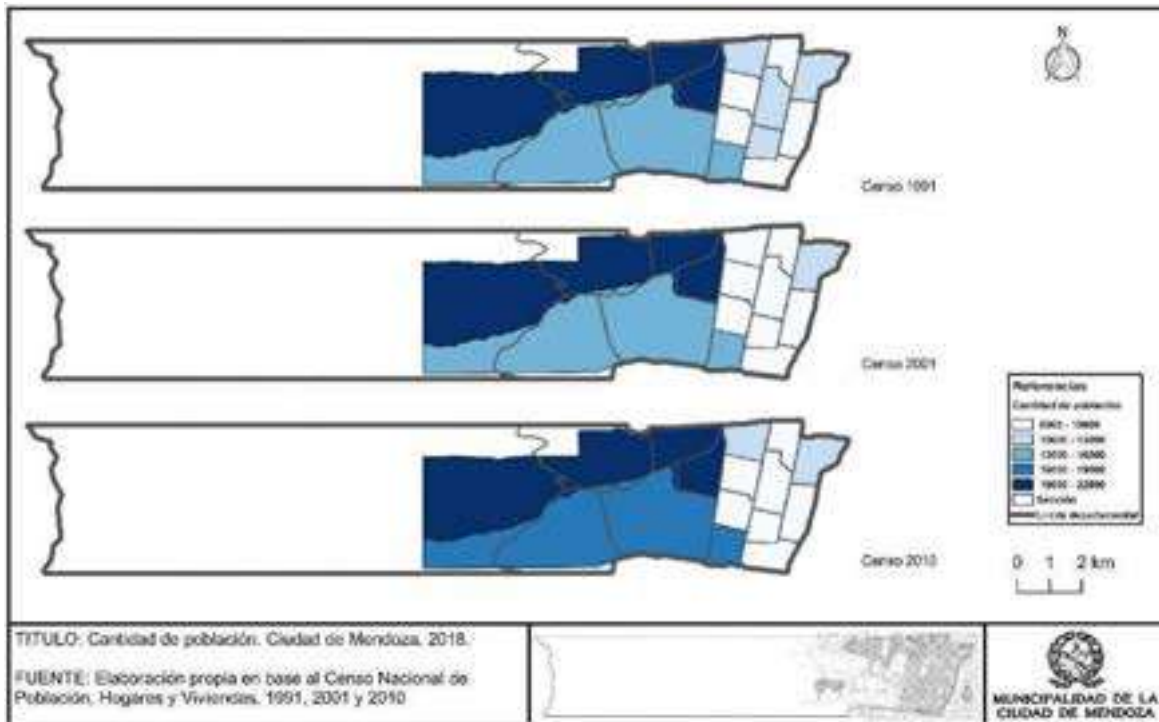 N
Censo 1991
Censo 2001
Censo 2010
Referencias
Cantidad de población
Sección
0 1 2 km
TITULO: Cantidad de población. Ciudad de Mendoza. 2018.
FUENTE: Elaboración propia en base al Censo Nacional de
Población, Hogares y Viviendas. 1991, 2001 y 2010
MUNICIPALIDAD DE LA
CIUDAD DE MENDOZA